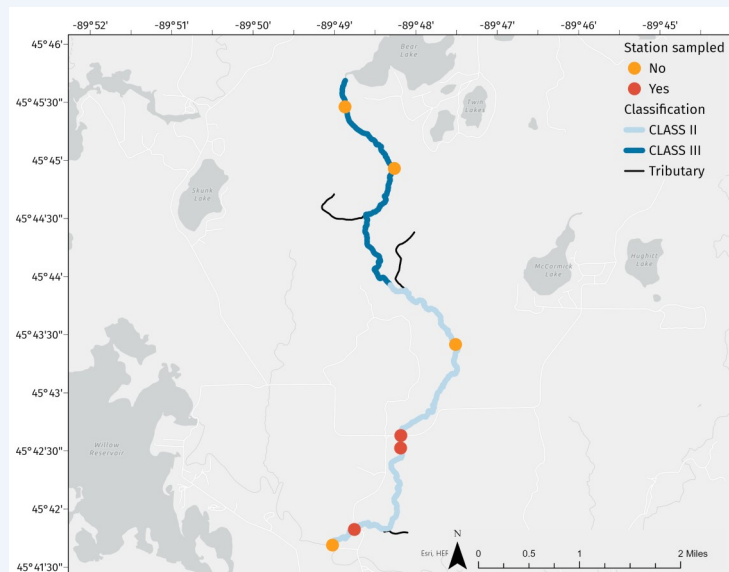 -89°52' -89°51' -89°50' -89°49' -89°48' -89°47' -89°46' -89°45'
45°46'
Bear
Lake
Station sampled
No
Yes
Classification
CLASS II
CLASS III
Tributary
45°45'30"
Twin
Lakes
45°45'
Skunk
Lake
45°44'30"
McCormick
Lake
Hughitt
Lake
45°44'
45°43'30"
45°43'
45°42'30"
Willow
Reservoir
45°42'
45°41'30"
Esri, HEF
N
0 0.5 1 2 Miles